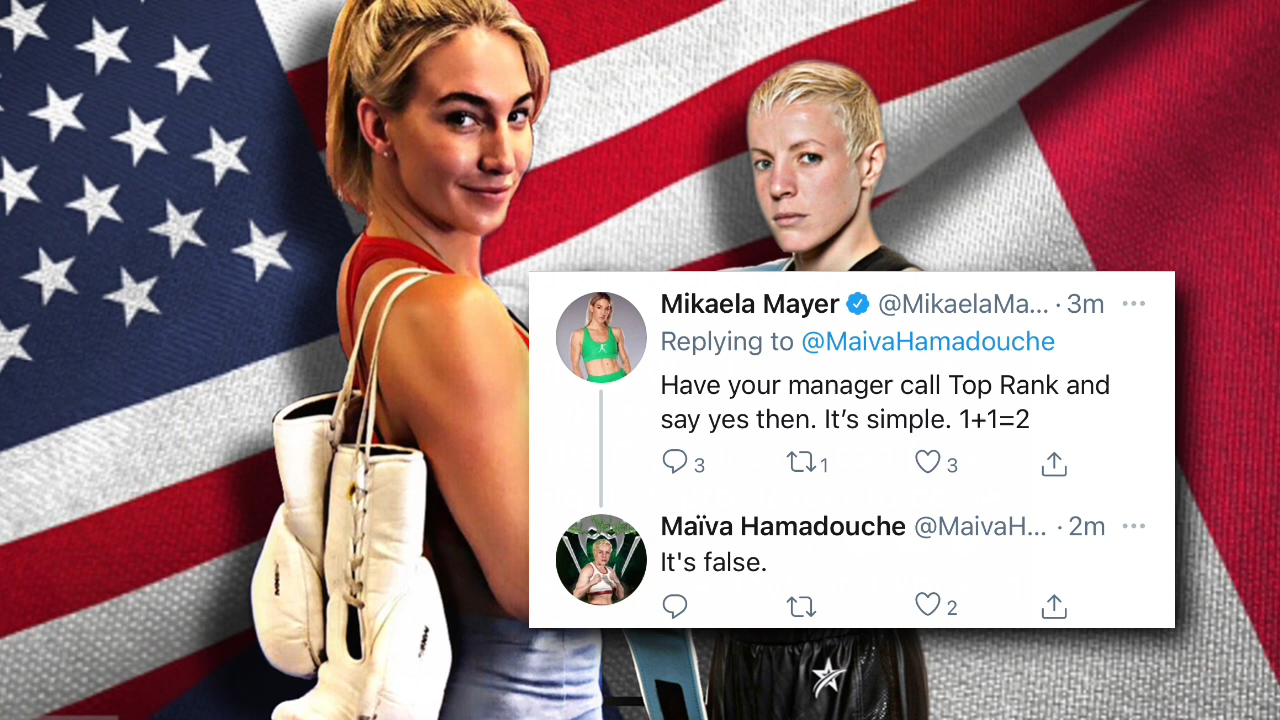 Mikaela Mayer @MikaelaMa... · 3m
Replying to @MaivaHamadouche
Have your manager call Top Rank and
say yes then. It’s simple. 1+1=2
3 1 3
Maïva Hamadouche @MaivaH... · 2m
It's false.
2